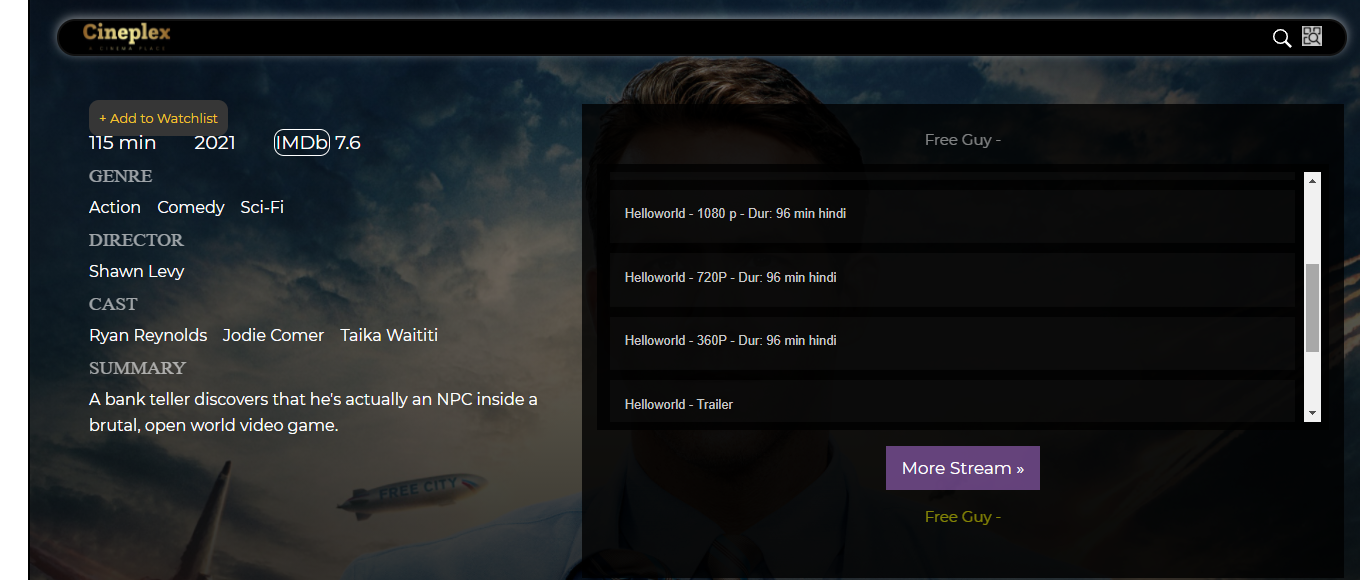 Cineplex
A CINEMA PLACE
+ Add to Watchlist
115 min 2021 IMDb 7.6
GENRE
Action Comedy Sci-Fi
DIRECTOR
Shawn Levy
CAST
Ryan Reynolds Jodie Comer Taika Waititi
SUMMARY
A bank teller discovers that he's actually an NPC inside a
brutal, open world video game.
FREE CITY
Free Guy -
Helloworld - 1080 p - Dur: 96 min hindi
Helloworld - 720P - Dur: 96 min hindi
Helloworld - 360P - Dur: 96 min hindi
Helloworld - Trailer
More Stream »
Free Guy -